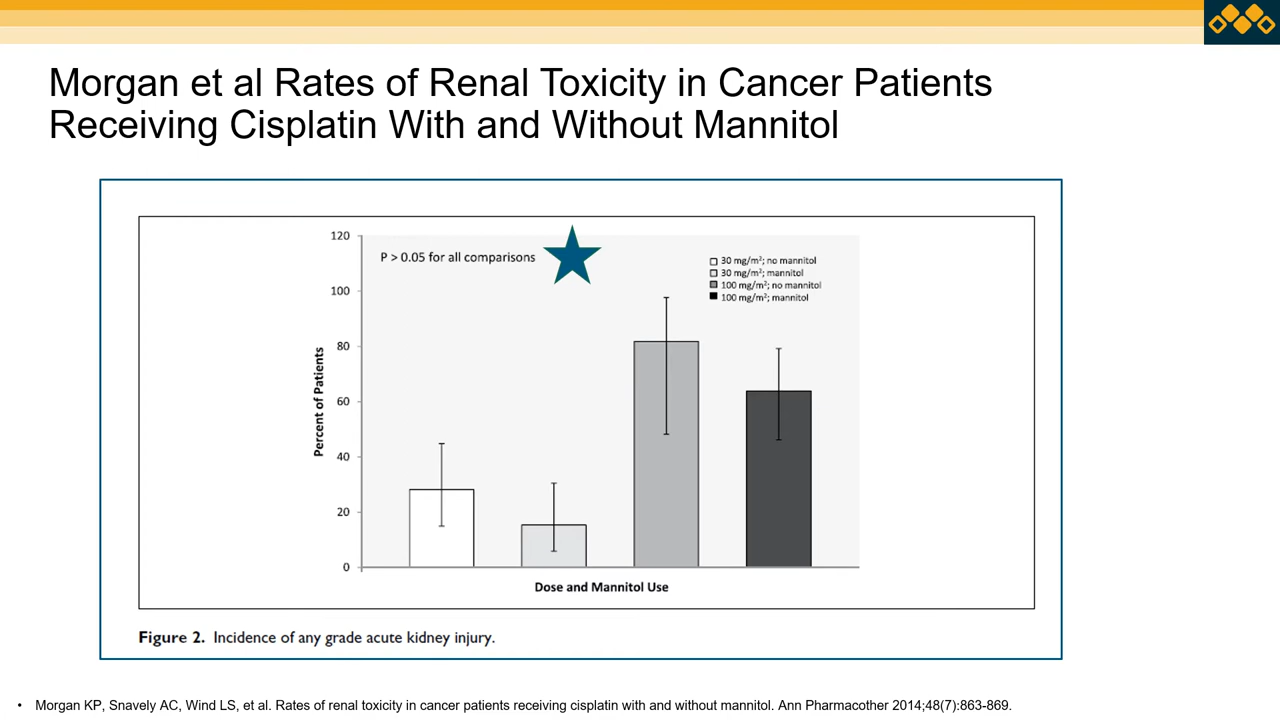 Morgan et al Rates of Renal Toxicity in Cancer Patients
Receiving Cisplatin With and Without Mannitol
P > 0.05 for all comparisons
30 mg/m²; no mannitol
30 mg/m²; mannitol
100 mg/m²; no mannitol
100 mg/m²; mannitol
120
100
80
60
40
20
0
Percent of Patients
Dose and Mannitol Use
Figure 2. Incidence of any grade acute kidney injury.
• Morgan KP, Snavely AC, Wind LS, et al. Rates of renal toxicity in cancer patients receiving cisplatin with and without mannitol. Ann Pharmacother 2014;48(7):863-869.